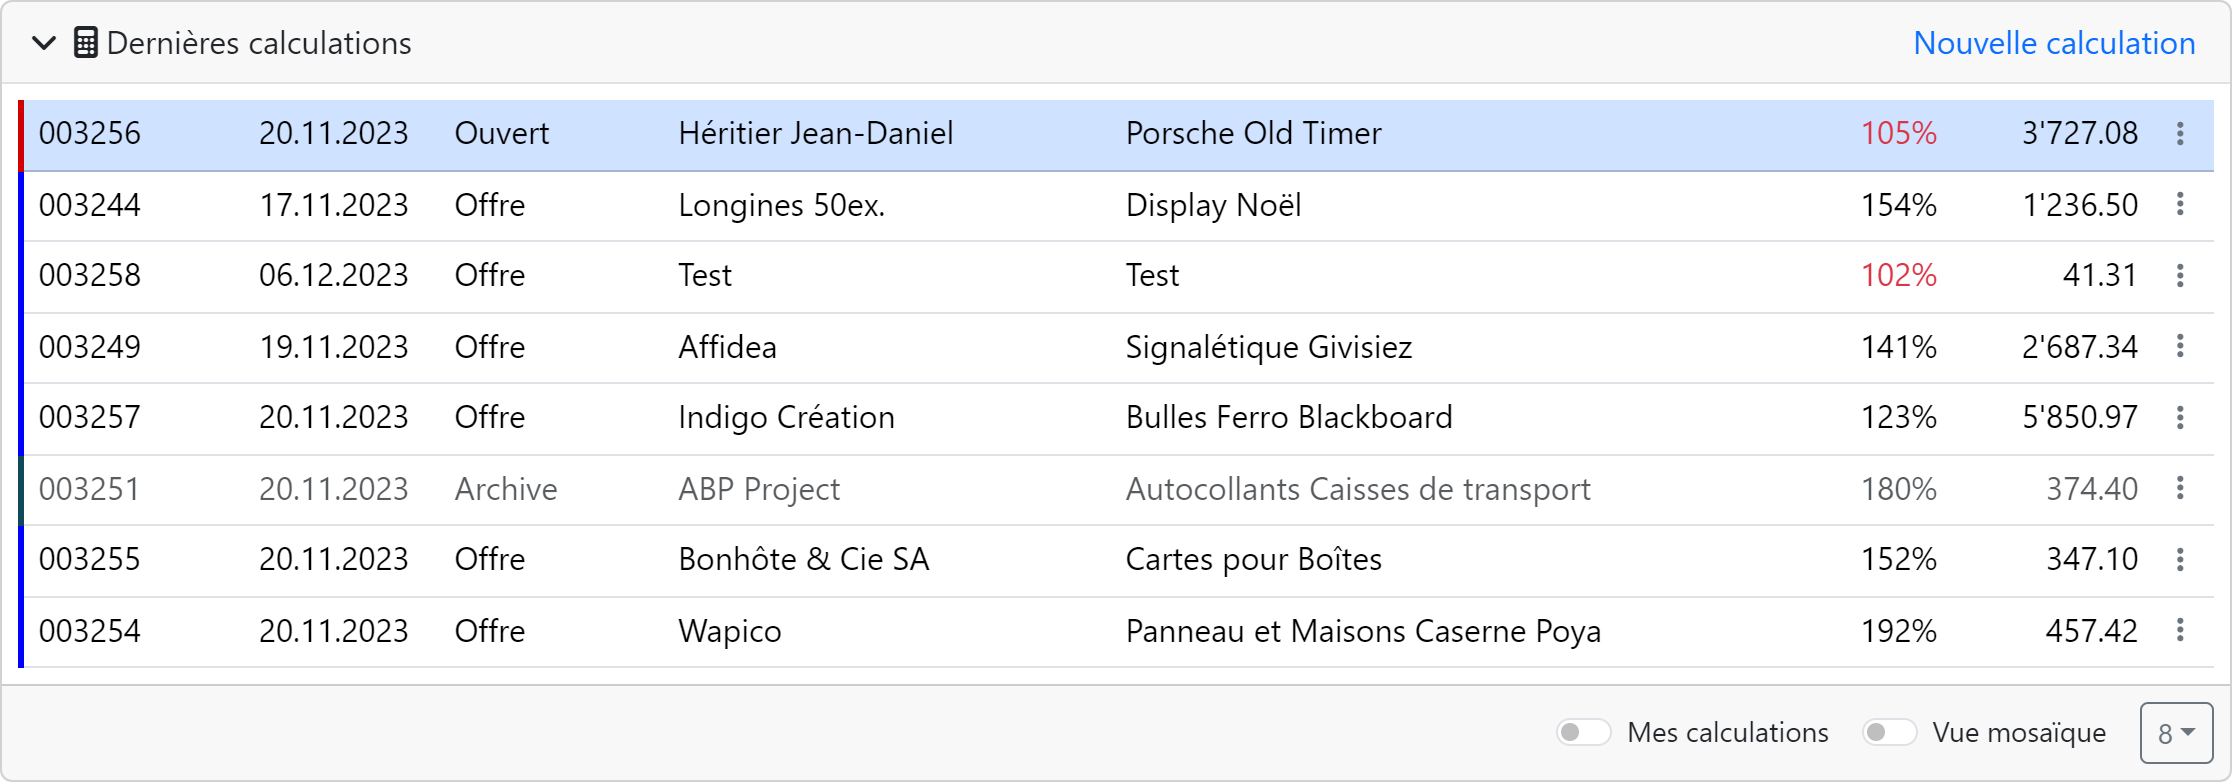 Dernières calculations Nouvelle calculation
003256 20.11.2023 Ouvert Héritier Jean-Daniel Porsche Old Timer 105% 3'727.08
003244 17.11.2023 Offre Longines 50ex. Display Noël 154% 1'236.50
003258 06.12.2023 Offre Test Test 102% 41.31
003249 19.11.2023 Offre Affidea Signalétique Givisiez 141% 2'687.34
003257 20.11.2023 Offre Indigo Création Bulles Ferro Blackboard 123% 5'850.97
003251 20.11.2023 Archive ABP Project Autocollants Caisses de transport 180% 374.40
003255 20.11.2023 Offre Bonhôte & Cie SA Cartes pour Boîtes 152% 347.10
003254 20.11.2023 Offre Wapico Panneau et Maisons Caserne Poya 192% 457.42
Mes calculations Vue mosaïque 8